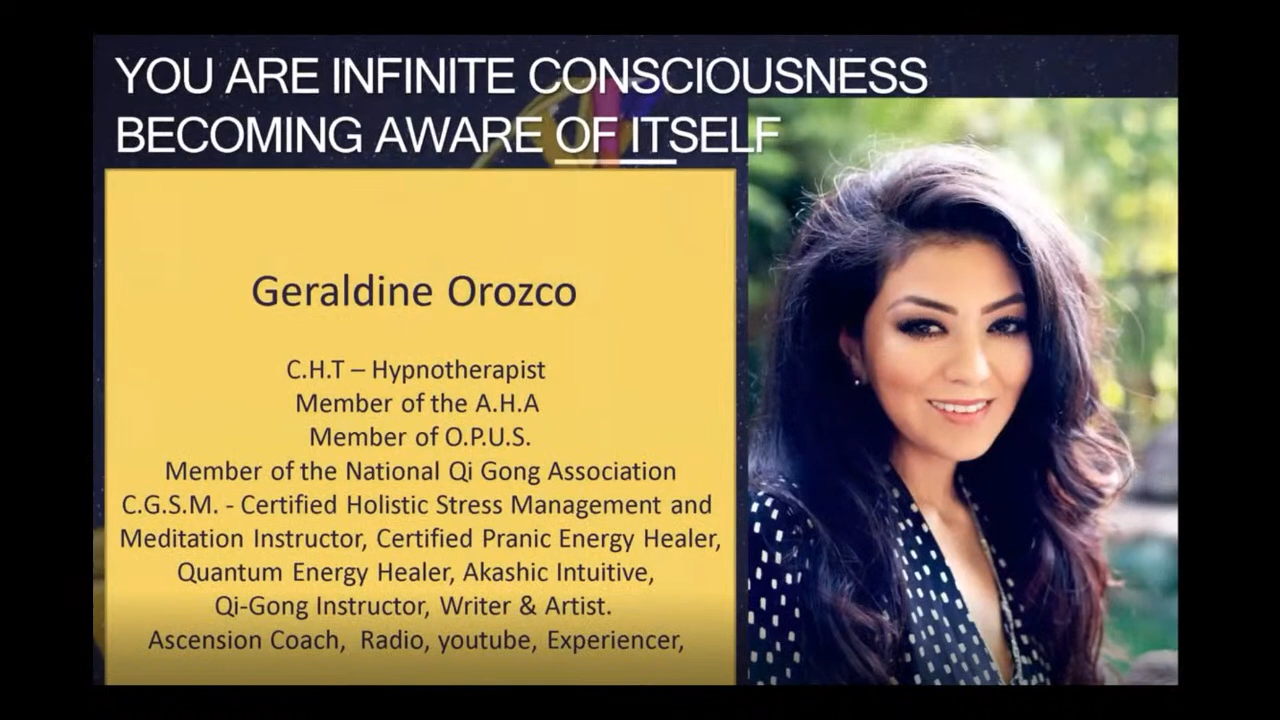 YOU ARE INFINITE CONSCIOUSNESS
BECOMING AWARE OF ITSELF
Geraldine Orozco
C.H.T – Hypnotherapist
Member of the A.H.A
Member of O.P.U.S.
Member of the National Qi Gong Association
C.G.S.M. - Certified Holistic Stress Management and
Meditation Instructor, Certified Pranic Energy Healer,
Quantum Energy Healer, Akashic Intuitive,
Qi-Gong Instructor, Writer & Artist.
Ascension Coach,  Radio, youtube, Experiencer,